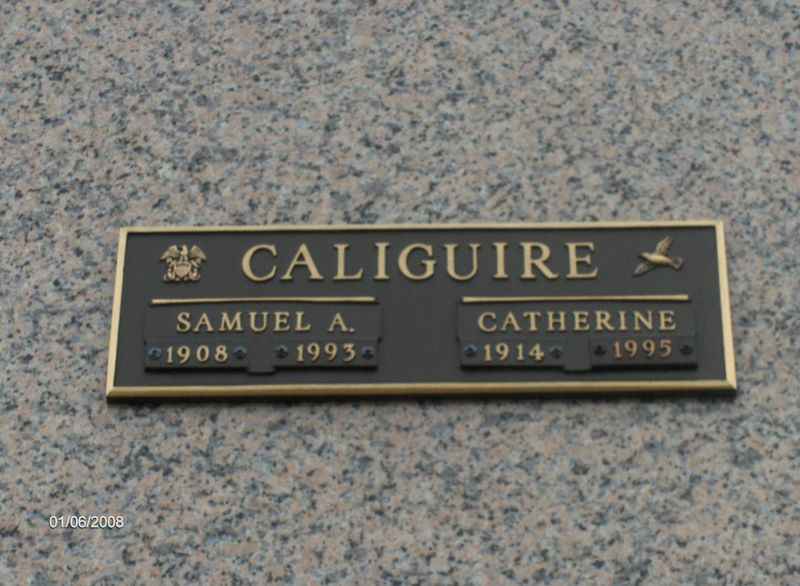 CALIGUIRE
SAMUEL A.
1908 1993
CATHERINE
1914 1995
01/06/2008